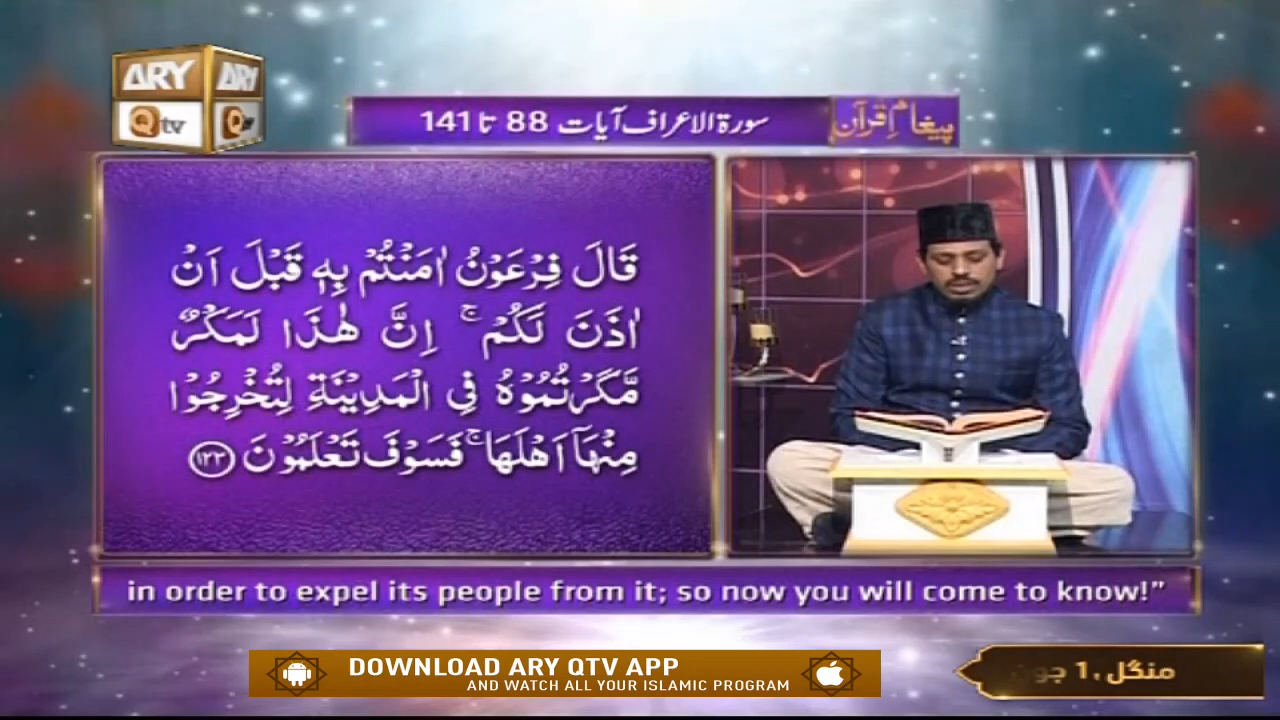 ARY
ARY
Qtv
Q
پیغامِ قرآن
سورۃ الاعراف آیات 88 تا 141
قَالَ فِرْعَوْنُ اٰمَنْتُمْ بِهٖ قَبْلَ اَنْ
اٰذَنَ لَكُمْ ۚ اِنَّ هٰذَا لَمَكْرٌ
مَّكَرْتُمُوْهُ فِی الْمَدِیْنَةِ لِتُخْرِجُوْا
مِنْهَاۤ اَهْلَهَا ۚ فَسَوْفَ تَعْلَمُوْنَ ﴿۱۲۳﴾
in order to expel its people from it; so now you will come to know!”
DOWNLOAD ARY QTV APP
AND WATCH ALL YOUR ISLAMIC PROGRAM
منگل، 1 جون